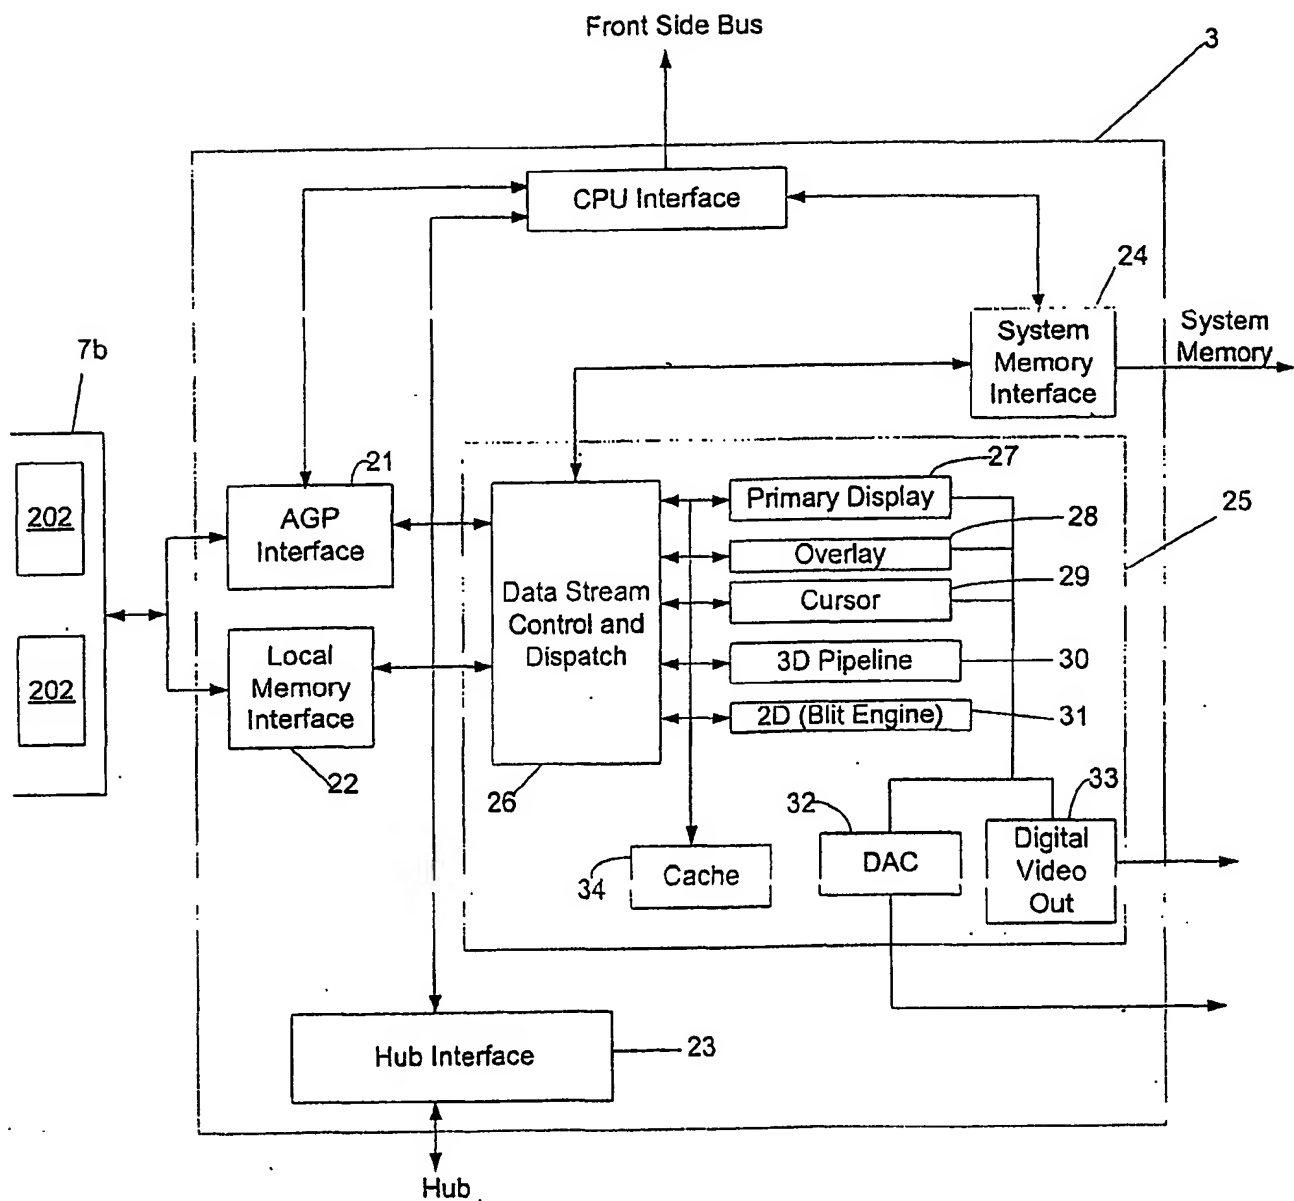 Front Side Bus
3
CPU Interface
24
System
Memory
Interface
System
Memory
7b
202
202
21
AGP
Interface
Local
Memory
Interface
22
Data Stream
Control and
Dispatch
26
27
Primary Display
28
Overlay
29
Cursor
3D Pipeline
30
2D (Blit Engine)
31
25
32
DAC
33
Digital
Video
Out
34
Cache
Hub Interface
23
Hub